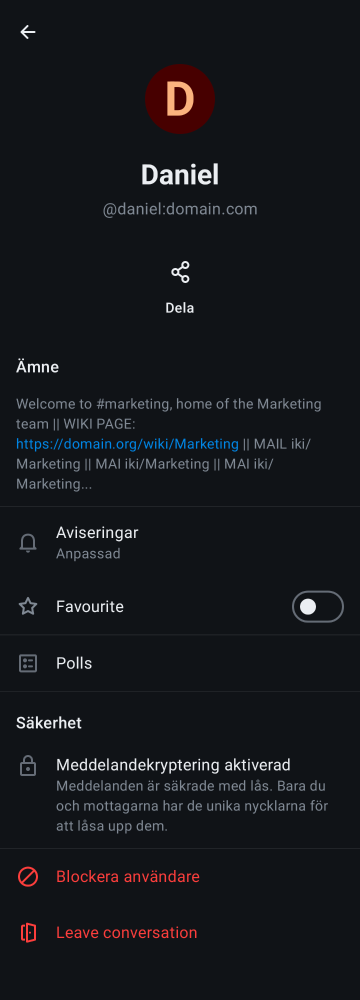 D
Daniel
@daniel:domain.com
Dela
Ämne
Welcome to #marketing, home of the Marketing
team || WIKI PAGE:
https://domain.org/wiki/Marketing || MAIL iki/
Marketing || MAI iki/Marketing || MAI iki/
Marketing...
Aviseringar
Anpassad
Favourite
Polls
Säkerhet
Meddelandekryptering aktiverad
Meddelanden är säkrade med lås. Bara du
och mottagarna har de unika nycklarna för
att låsa upp dem.
Blockera användare
Leave conversation